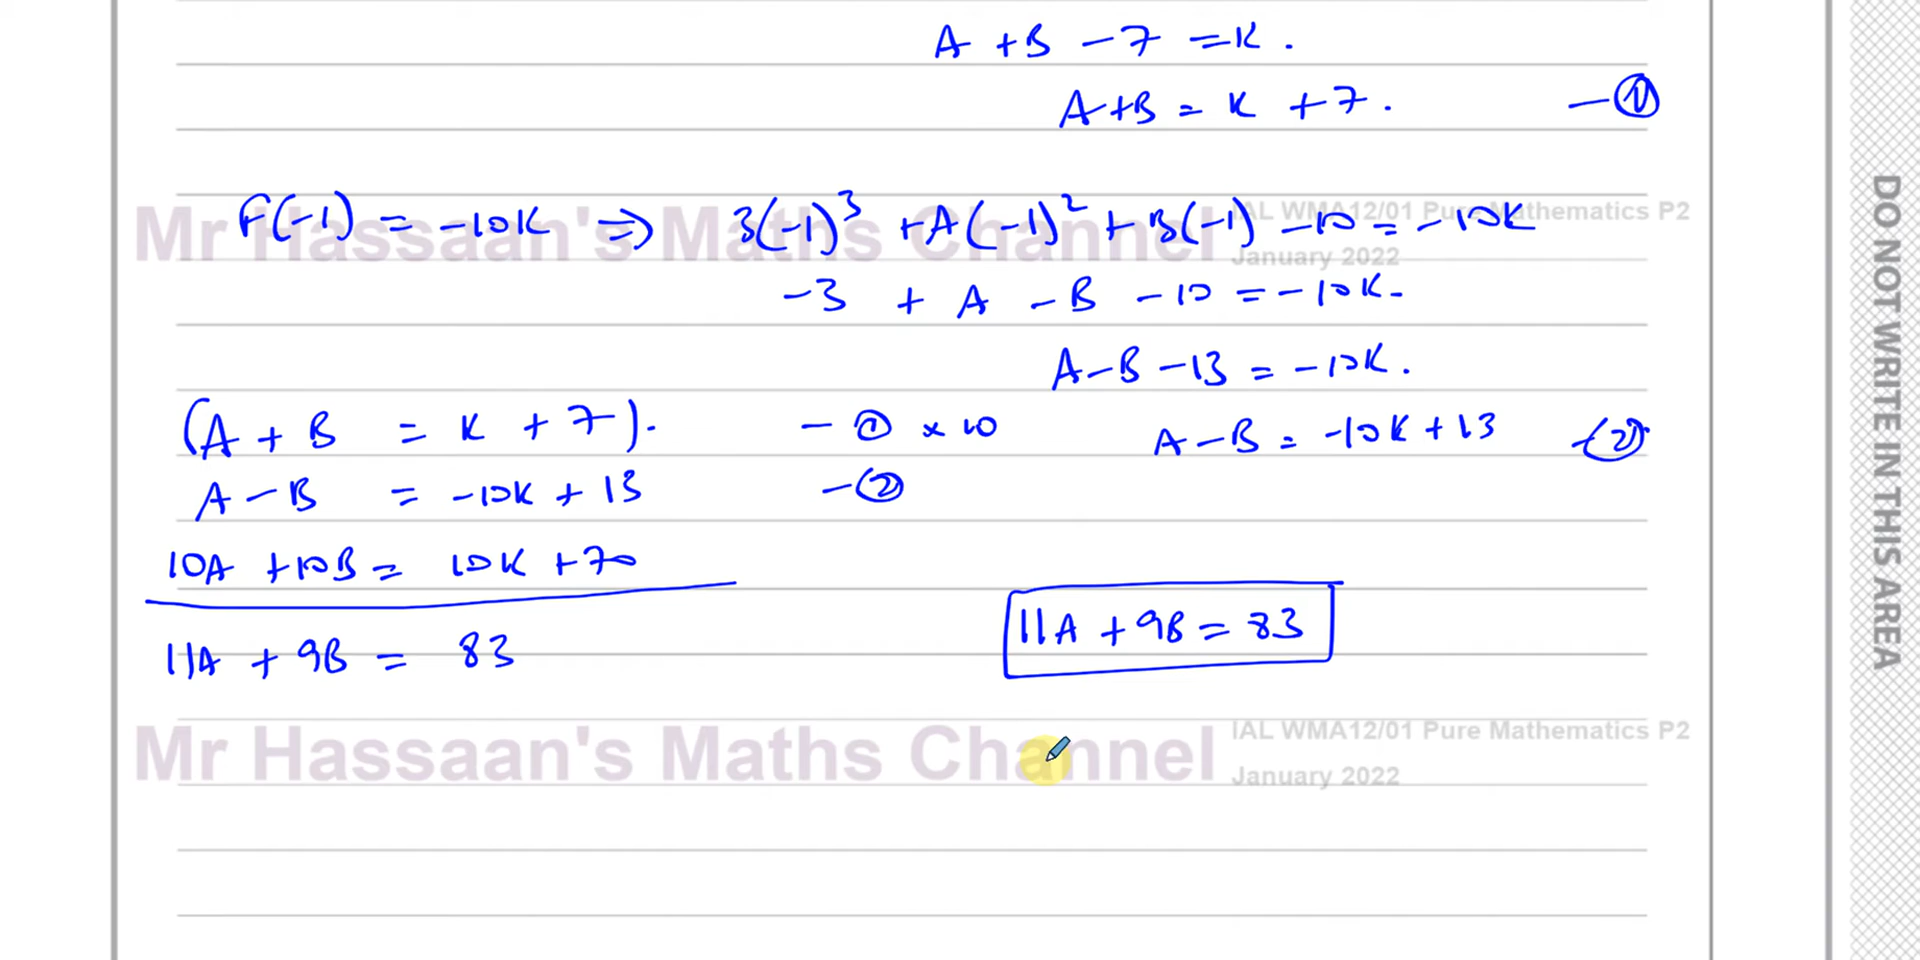 A + B - 7 = K.
A + B = K + 7. - ①
F(-1) = -10K ⇒ 3(-1)³ + A(-1)² + B(-1) - 10 = -10K
-3 + A - B - 10 = -10K.
A - B - 13 = -10K.
(A + B = K + 7). - ① × 10
A - B = -10K + 13 - ②
A - B = -10K + 13 - ②
10A + 10B = 10K + 70
11A + 9B = 83
11A + 9B = 83
Mr Hassaan's Maths Channel
IAL WMA12/01 Pure Mathematics P2
January 2022
Mr Hassaan's Maths Channel
IAL WMA12/01 Pure Mathematics P2
January 2022
DO NOT WRITE IN THIS AREA